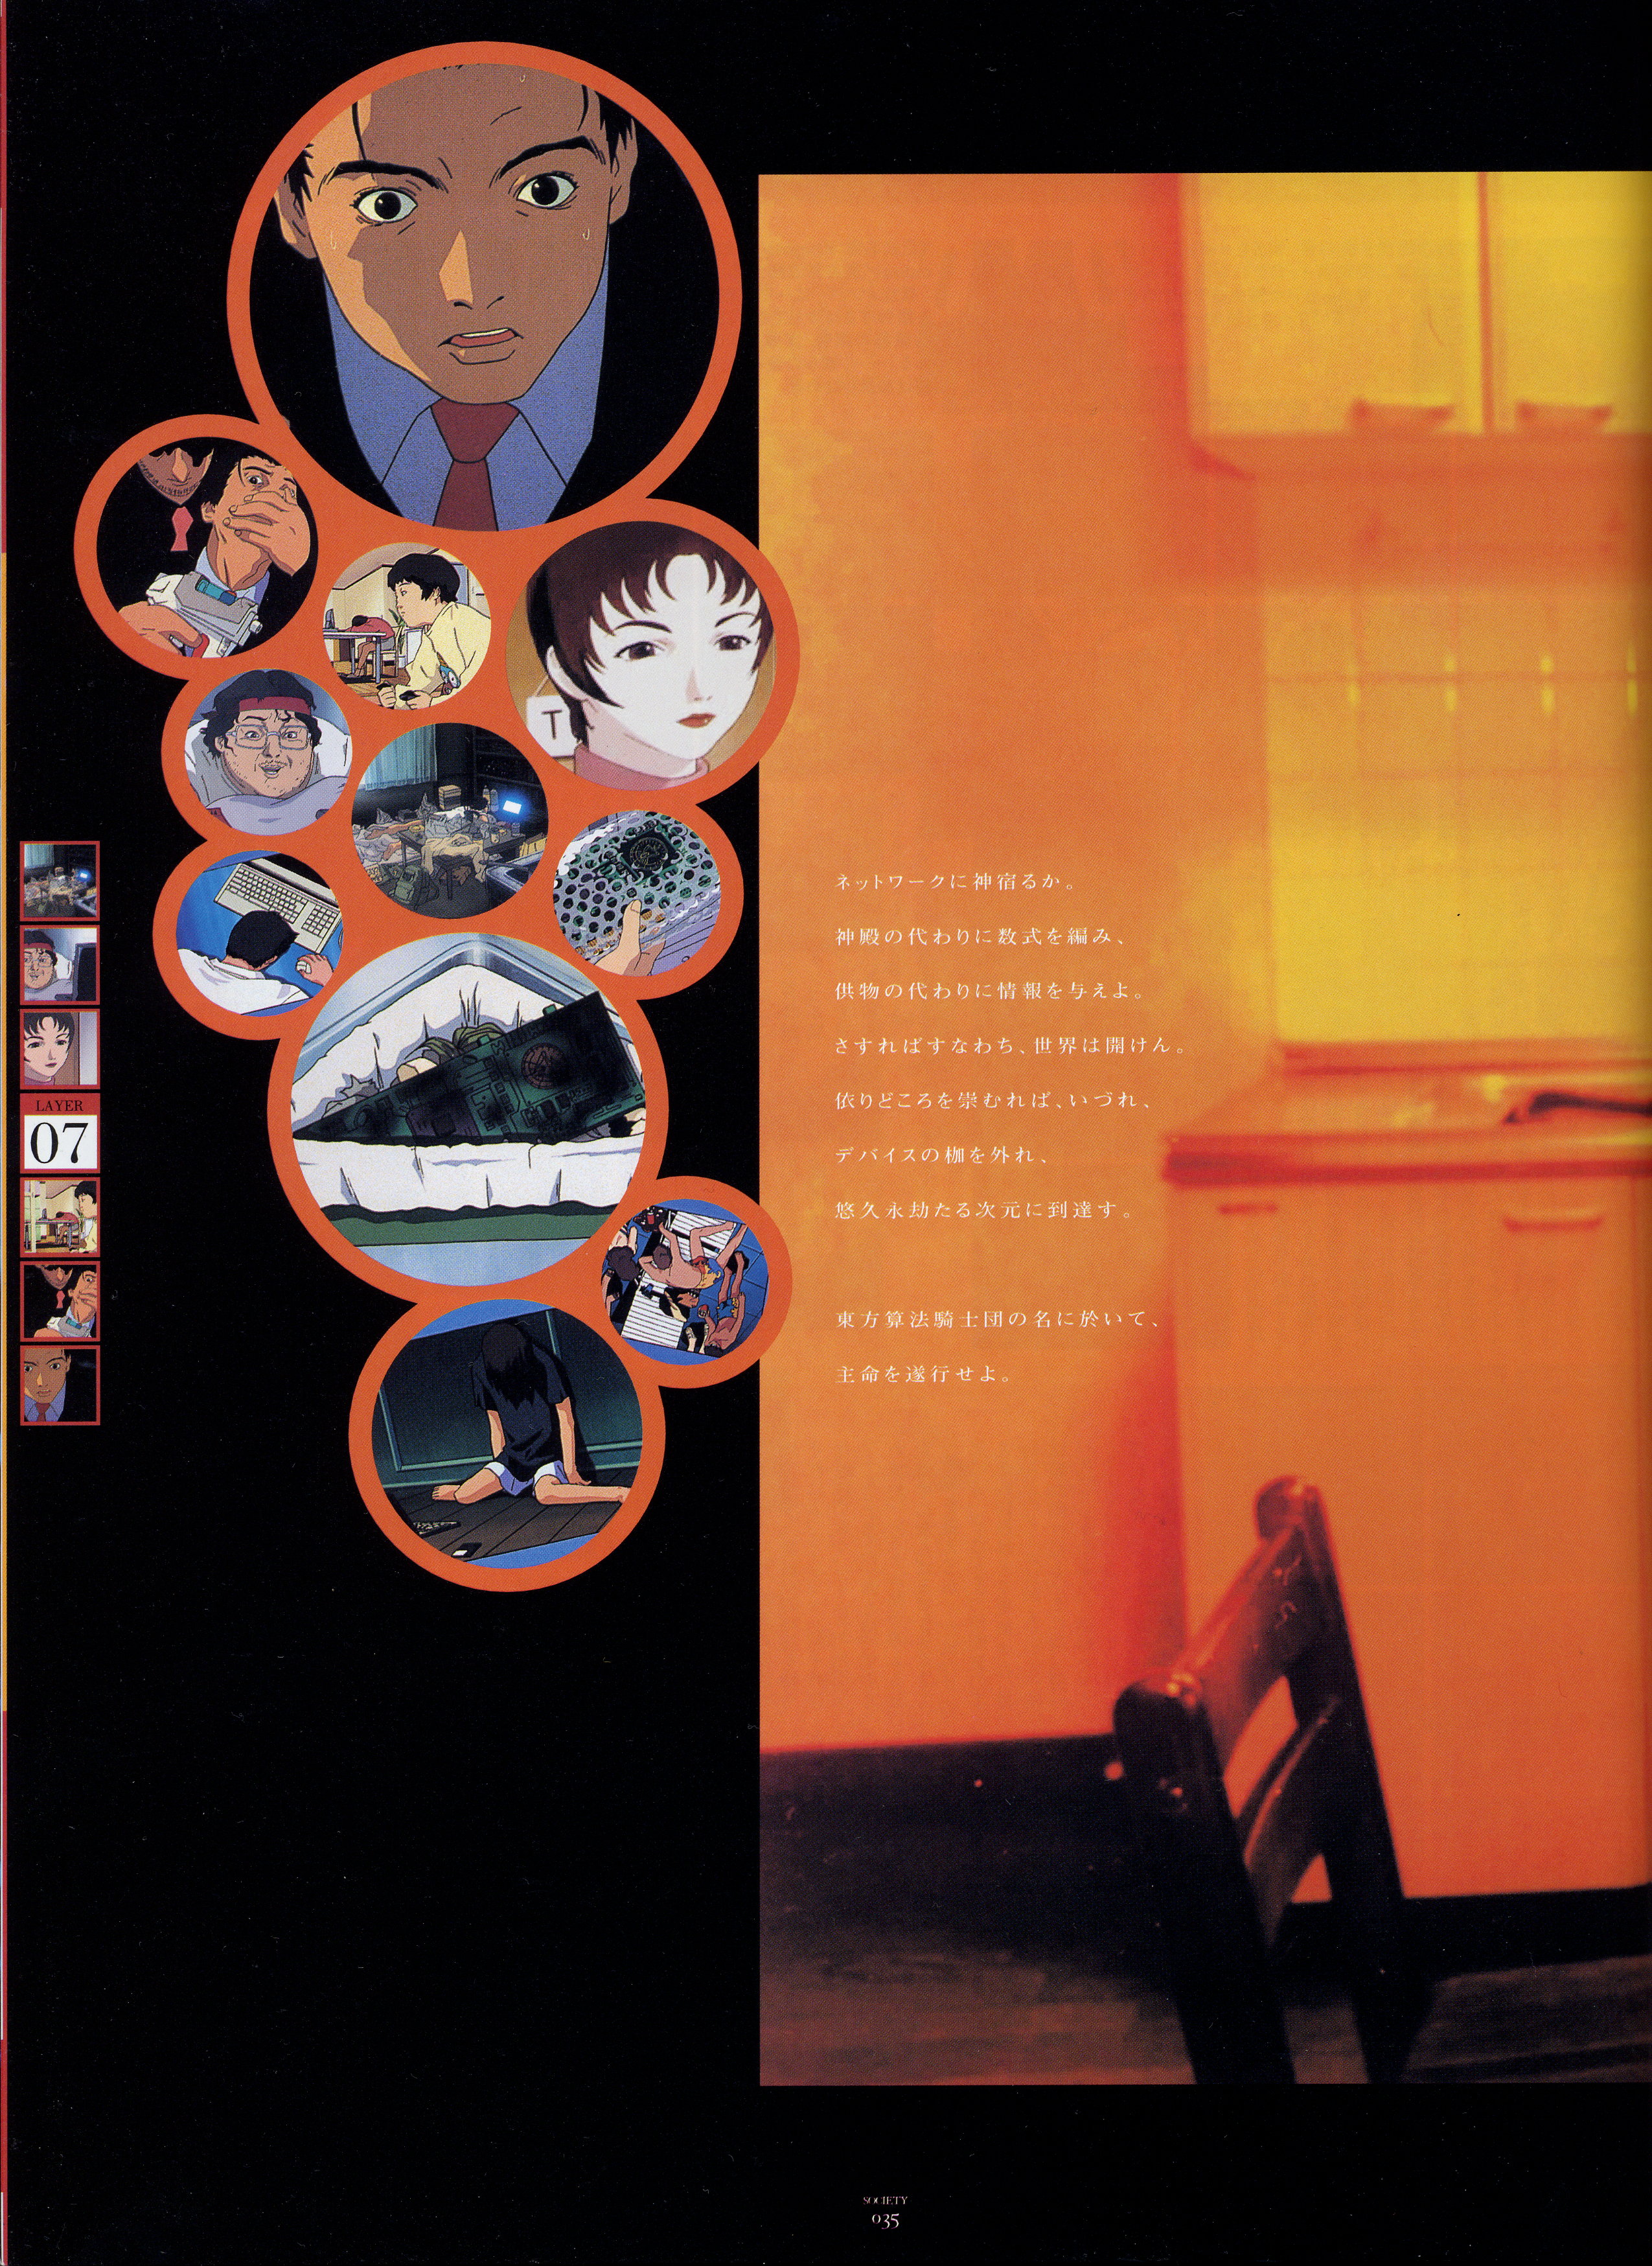 T
LAYER
07
ネットワークに神宿るか。
神殿の代わりに数式を編み、
供物の代わりに情報を与えよ。
さすればすなわち、世界は開けん。
依りどころを崇むれば、いづれ、
デバイスの枷を外れ、
悠久永劫たる次元に到達す。
東方算法騎士団の名に於いて、
主命を遂行せよ。
SOCIETY
035